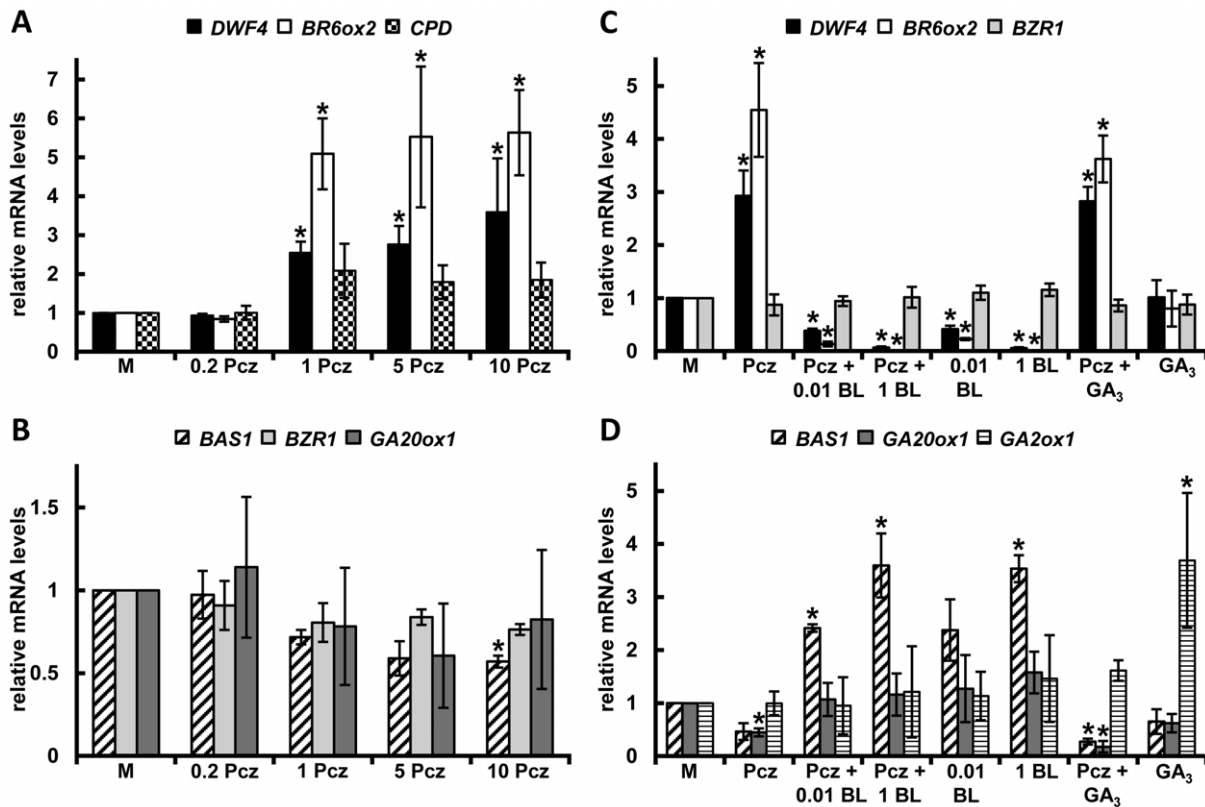 A
DWF4 BR6ox2 CPD
relative mRNA levels
7
6
5
4
3
2
1
0
* * * * * *
M 0.2 Pcz 1 Pcz 5 Pcz 10 Pcz
B
BAS1 BZR1 GA20ox1
relative mRNA levels
1.5
1
0.5
0
*
M 0.2 Pcz 1 Pcz 5 Pcz 10 Pcz
C
DWF4 BR6ox2 BZR1
relative mRNA levels
5
4
3
2
1
0
* * * * * * * * * * * *
M Pcz Pcz + Pcz + 0.01 1 BL Pcz + GA3
0.01 BL 1 BL BL GA3
D
BAS1 GA20ox1 GA2ox1
relative mRNA levels
5
4
3
2
1
0
* * * * * * *
M Pcz Pcz + Pcz + 0.01 1 BL Pcz + GA3
0.01 BL 1 BL BL GA3